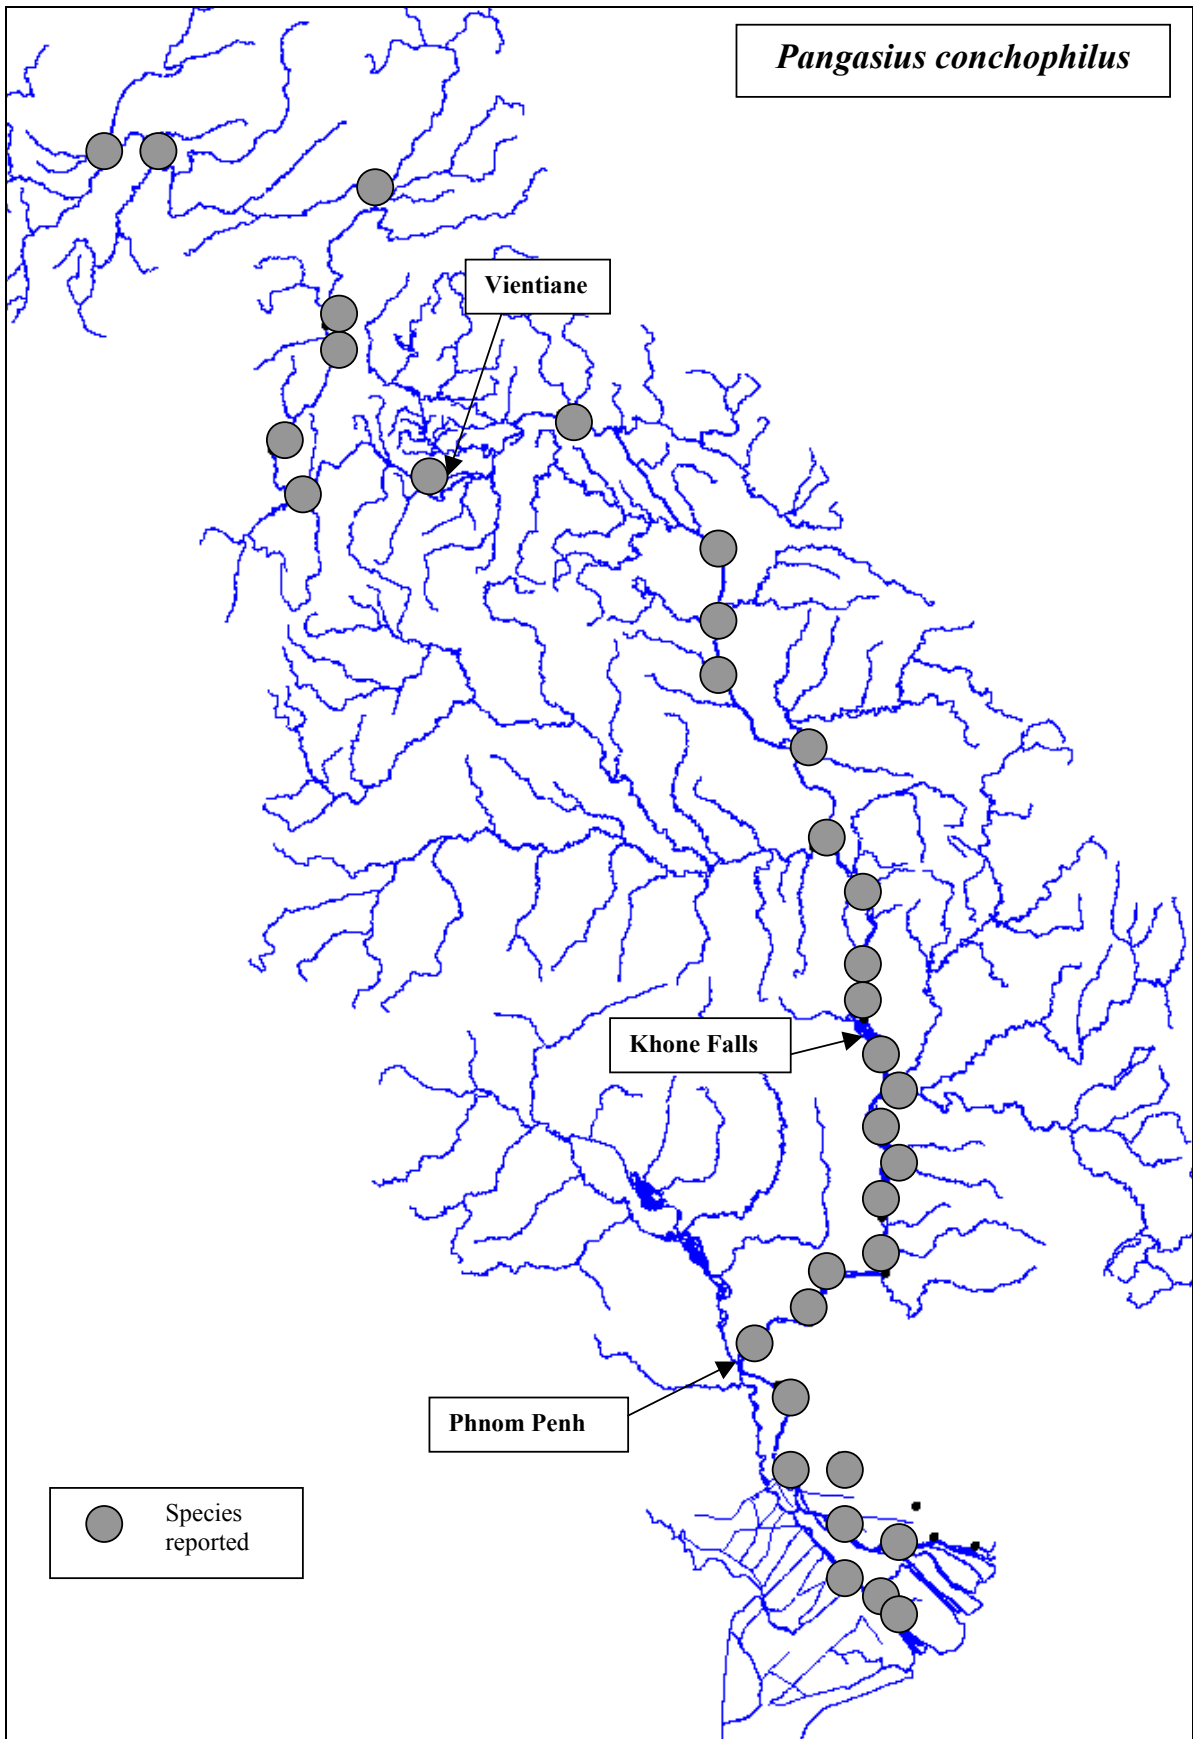 Pangasius conchophilus
Vientiane
Khone Falls
Phnom Penh
Species
reported